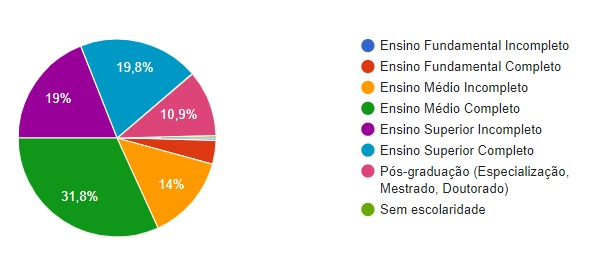 19,8%
19%
10,9%
14%
31,8%
Ensino Fundamental Incompleto
Ensino Fundamental Completo
Ensino Médio Incompleto
Ensino Médio Completo
Ensino Superior Incompleto
Ensino Superior Completo
Pós-graduação (Especialização,
Mestrado, Doutorado)
Sem escolaridade